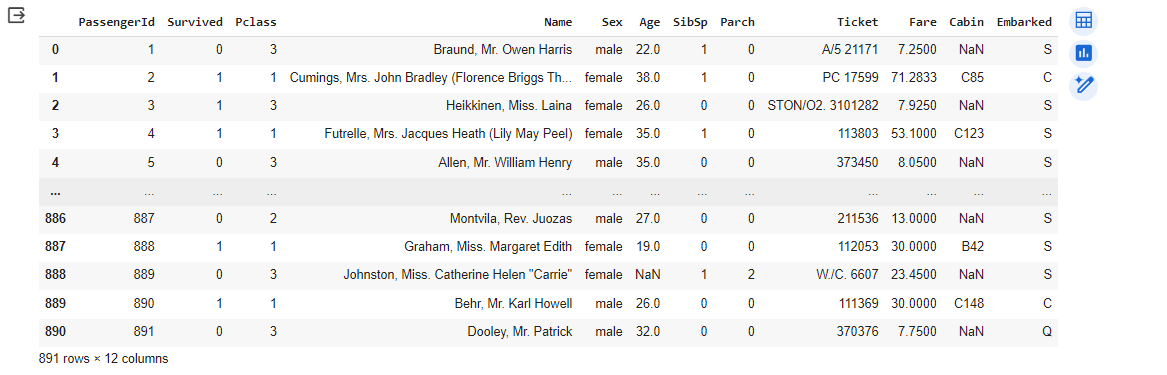 PassengerId Survived Pclass Name Sex Age SibSp Parch Ticket Fare Cabin Embarked
0 1 0 3 Braund, Mr. Owen Harris male 22.0 1 0 A/5 21171 7.2500 NaN S
1 2 1 1 Cumings, Mrs. John Bradley (Florence Briggs Th... female 38.0 1 0 PC 17599 71.2833 C85 C
2 3 1 3 Heikkinen, Miss. Laina female 26.0 0 0 STON/O2. 3101282 7.9250 NaN S
3 4 1 1 Futrelle, Mrs. Jacques Heath (Lily May Peel) female 35.0 1 0 113803 53.1000 C123 S
4 5 0 3 Allen, Mr. William Henry male 35.0 0 0 373450 8.0500 NaN S
... ... ... ... ... ... ... ... ... ... ... ... ...
886 887 0 2 Montvila, Rev. Juozas male 27.0 0 0 211536 13.0000 NaN S
887 888 1 1 Graham, Miss. Margaret Edith female 19.0 0 0 112053 30.0000 B42 S
888 889 0 3 Johnston, Miss. Catherine Helen "Carrie" female NaN 1 2 W./C. 6607 23.4500 NaN S
889 890 1 1 Behr, Mr. Karl Howell male 26.0 0 0 111369 30.0000 C148 C
890 891 0 3 Dooley, Mr. Patrick male 32.0 0 0 370376 7.7500 NaN Q
891 rows × 12 columns